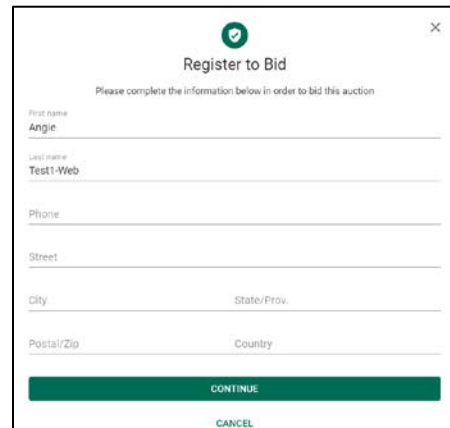 Register to Bid
Please complete the information below in order to bid this auction
First name
Angie
Last name
Test1-Web
Phone
Street
City State/Prov.
Postal/Zip Country
CONTINUE
CANCEL